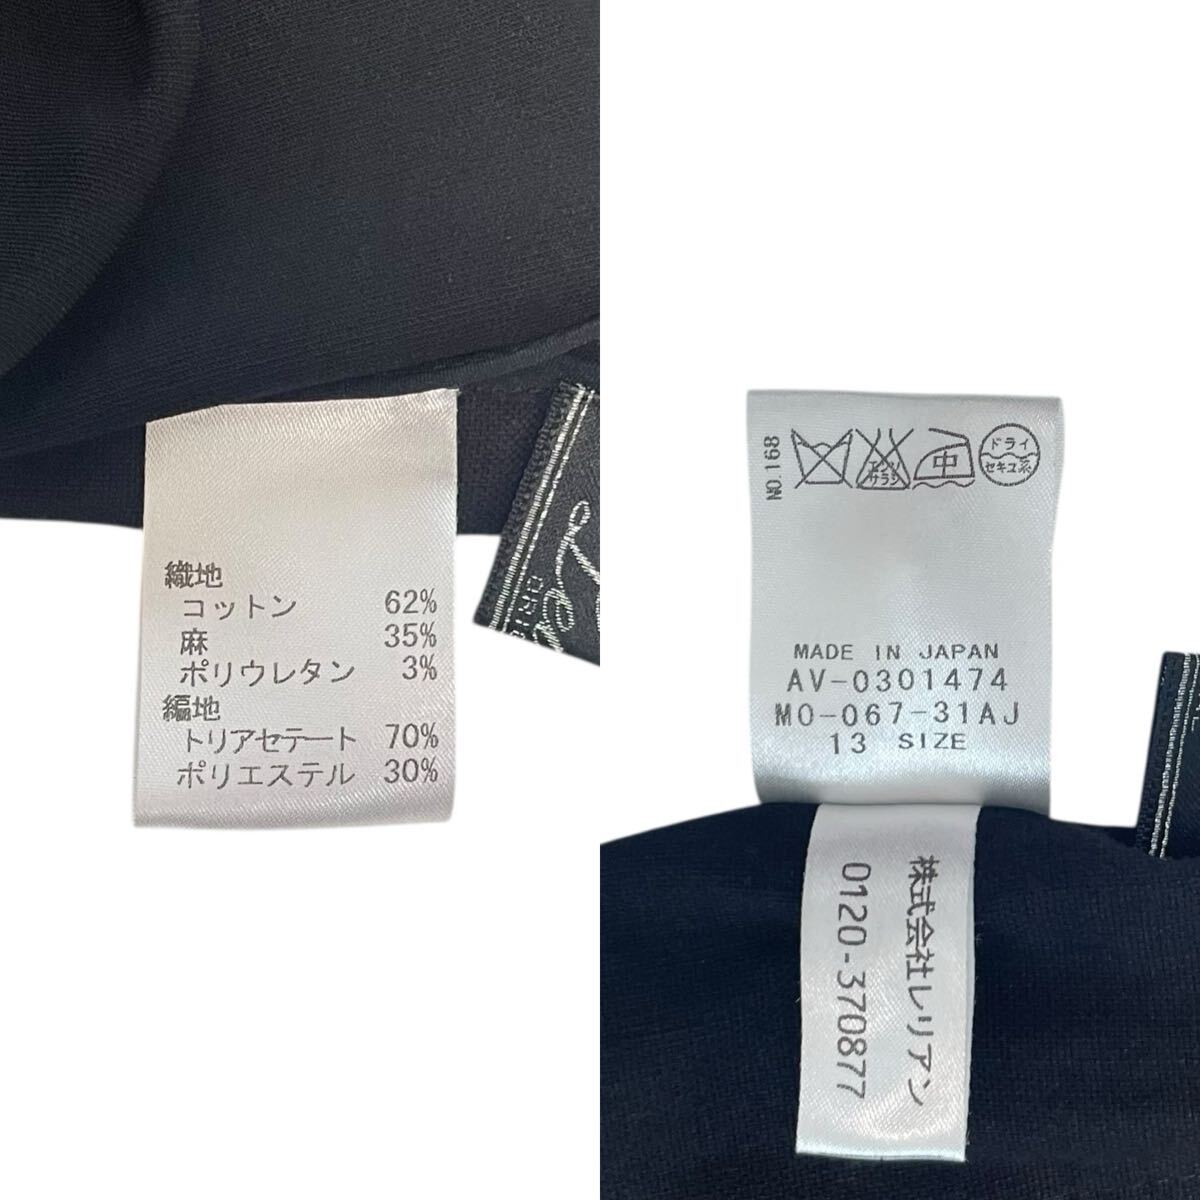 織地
コットン 62%
麻 35%
ポリウレタン 3%
編地
トリアセテート 70%
ポリエステル 30%
NO.168
エンソ
サラシ
中
ドライ
セキユ系
MADE IN JAPAN
AV-0301474
MO-067-31AJ
13 SIZE
株式会社レリアン
0120-370877